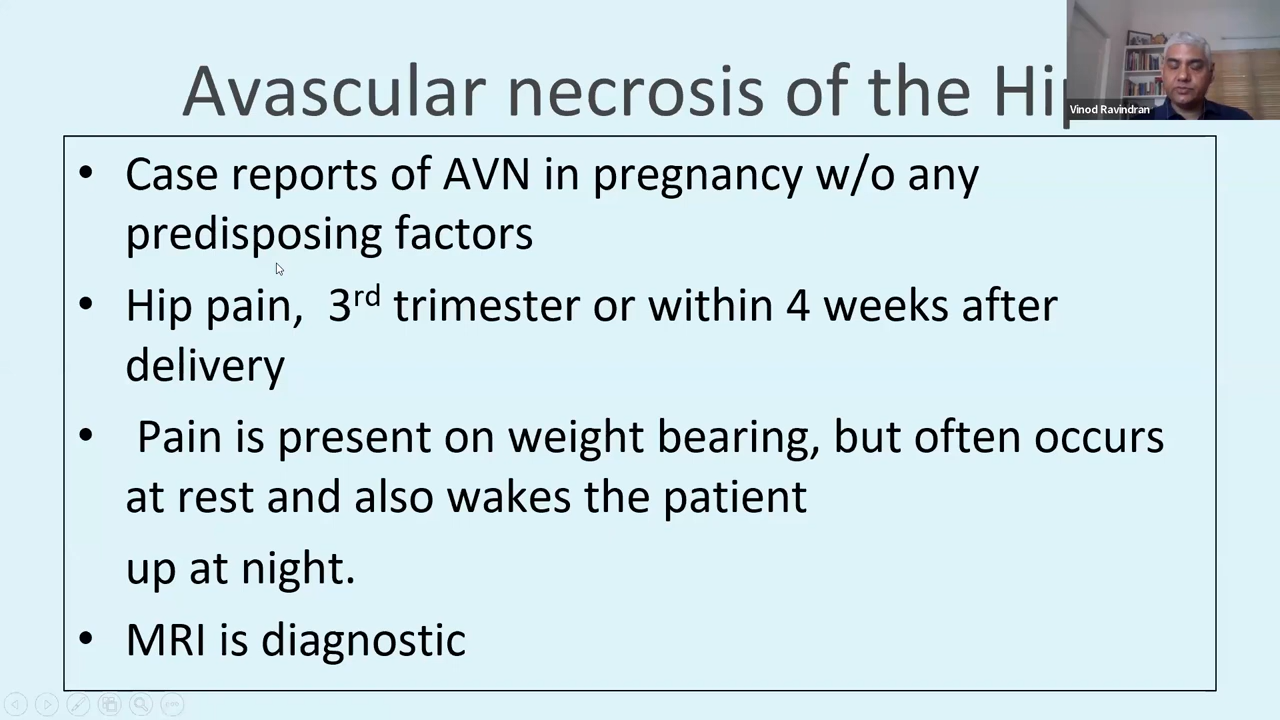 Avascular necrosis of the Hip
Vinod Ravindran
• Case reports of AVN in pregnancy w/o any
predisposing factors
• Hip pain, 3rd trimester or within 4 weeks after
delivery
• Pain is present on weight bearing, but often occurs
at rest and also wakes the patient
up at night.
• MRI is diagnostic